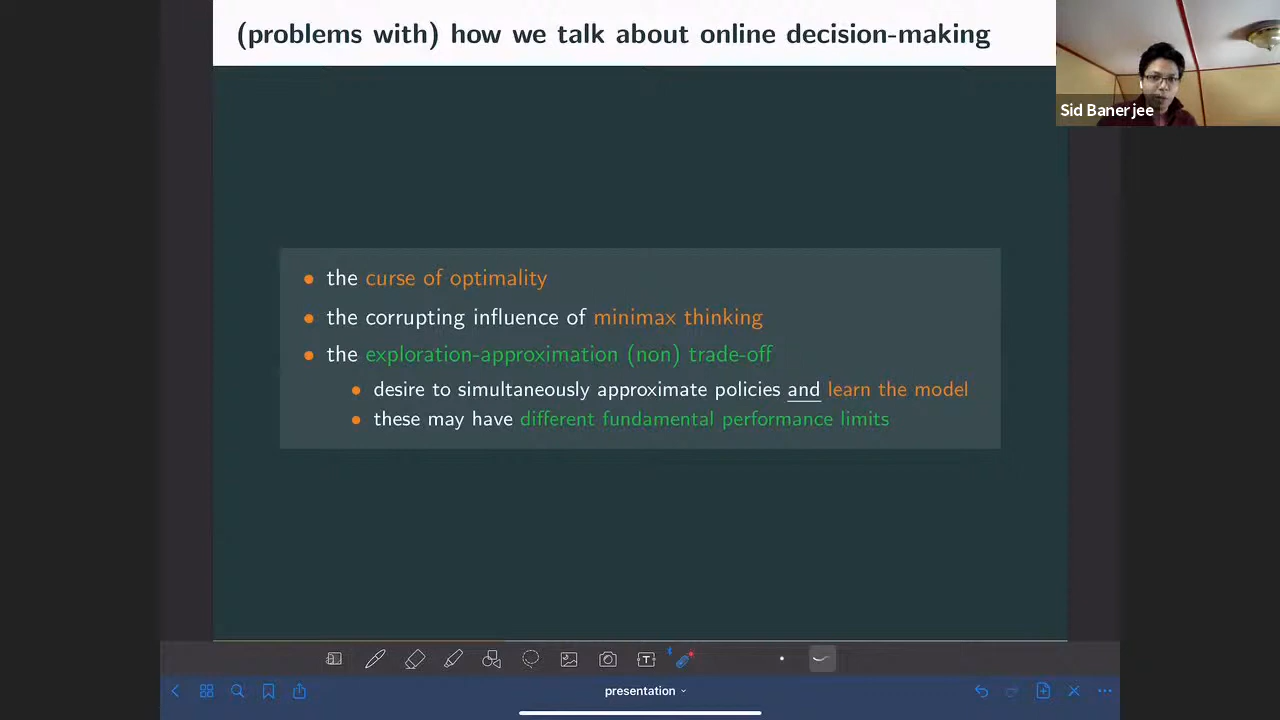 (problems with) how we talk about online decision-making
Sid Banerjee
• the curse of optimality
• the corrupting influence of minimax thinking
• the exploration-approximation (non) trade-off
• desire to simultaneously approximate policies and learn the model
• these may have different fundamental performance limits
T
presentation